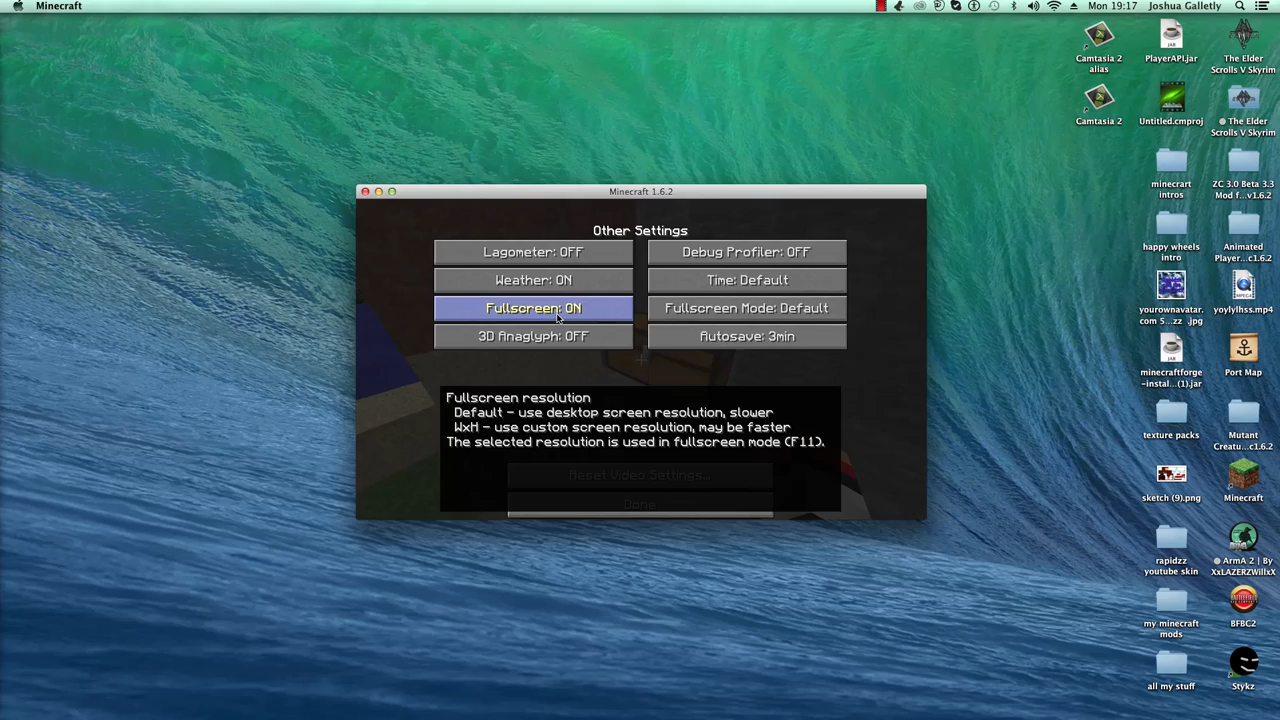 Minecraft
Mon 19:17
Joshua Galletly
Camtasia 2
alias
PlayerAPI.jar
The Elder
Scrolls V Skyrim
Camtasia 2
Untitled.cmproj
The Elder
Scrolls V Skyrim
minecrart
intros
ZC 3.0 Beta 3.3
Mod f...v1.6.2
happy wheels
intro
Animated
Player...c1.6.2
yourownavatar.
com 5...zz .jpg
yoylylhss.mp4
minecraftforge
-instal...(1).jar
Port Map
texture packs
Mutant
Creatu...c1.6.2
sketch (9).png
Minecraft
rapidzz
youtube skin
ArmA 2 | By
XxLAZERZWillxX
my minecraft
mods
BFBC2
all my stuff
Stykz
Minecraft 1.6.2
Other Settings
Lagometer: OFF
Debug Profiler: OFF
Weather: ON
Time: Default
Fullscreen: ON
Fullscreen Mode: Default
3D Anaglyph: OFF
Autosave: 3min
Fullscreen resolution
Default – use desktop screen resolution, slower
WxH – use custom screen resolution, may be faster
The selected resolution is used in fullscreen mode (F11).
Reset Video Settings...
Done